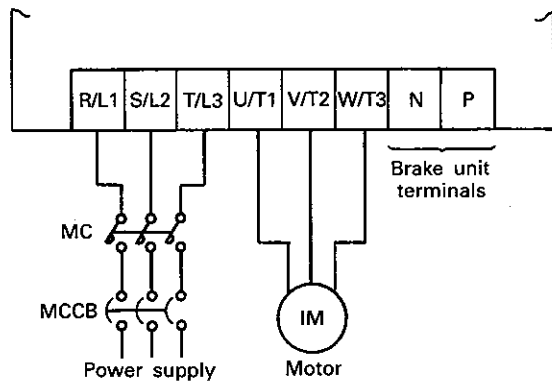 R/L1 S/L2 T/L3 U/T1 V/T2 W/T3 N P
Brake unit
terminals
MC
MCCB
IM
Power supply
Motor